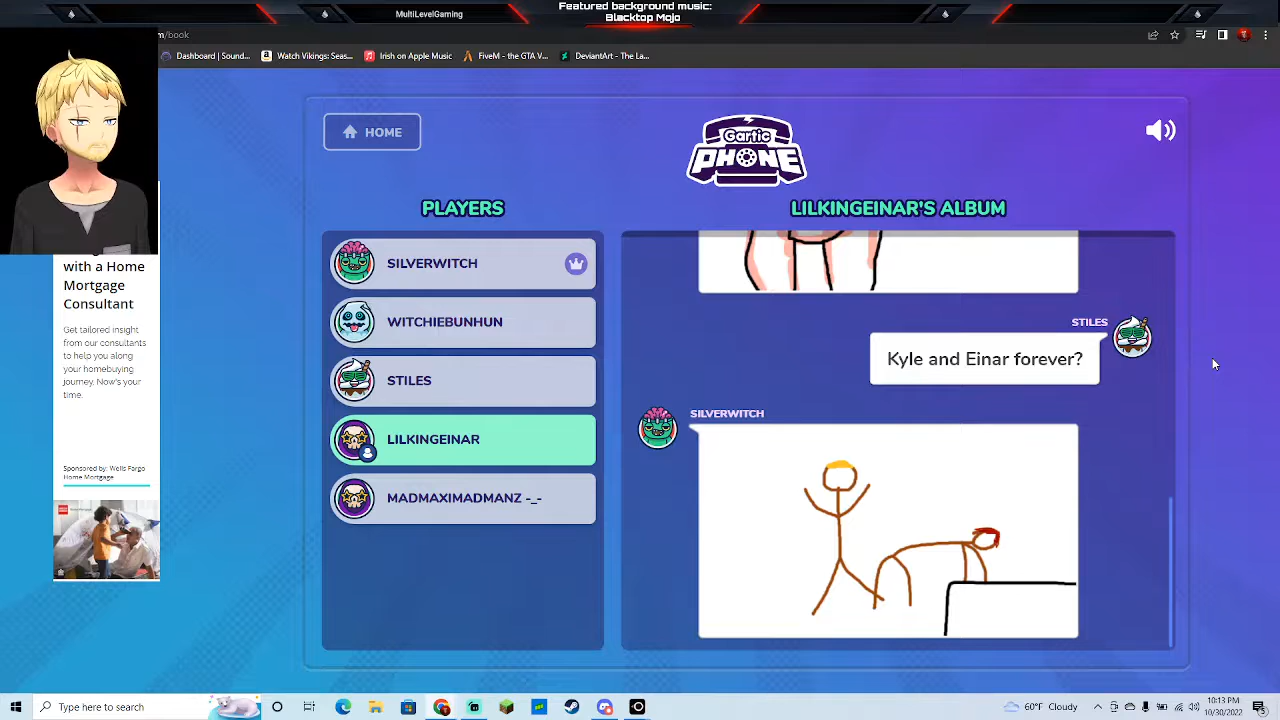 Featured background music:
MultiLevelGaming
Blacktop Mojo
m/book
Dashboard | Sound...
Watch Vikings: Seas...
Irish on Apple Music
FiveM - the GTA V...
DeviantArt - The La...
HOME
Gartic
PHONE
PLAYERS
LILKINGEINAR'S ALBUM
SILVERWITCH
WITCHIEBUNHUN
STILES
LILKINGEINAR
MADMAXIMADMANZ -_-
STILES
Kyle and Einar forever?
SILVERWITCH
with a Home
Mortgage
Consultant
Get tailored insight
from our consultants
to help you along
your homebuying
journey. Now's your
time.
Sponsored by: Wells Fargo
Home Mortgage
Type here to search
60°F Cloudy
10:13 PM
10/30/2022